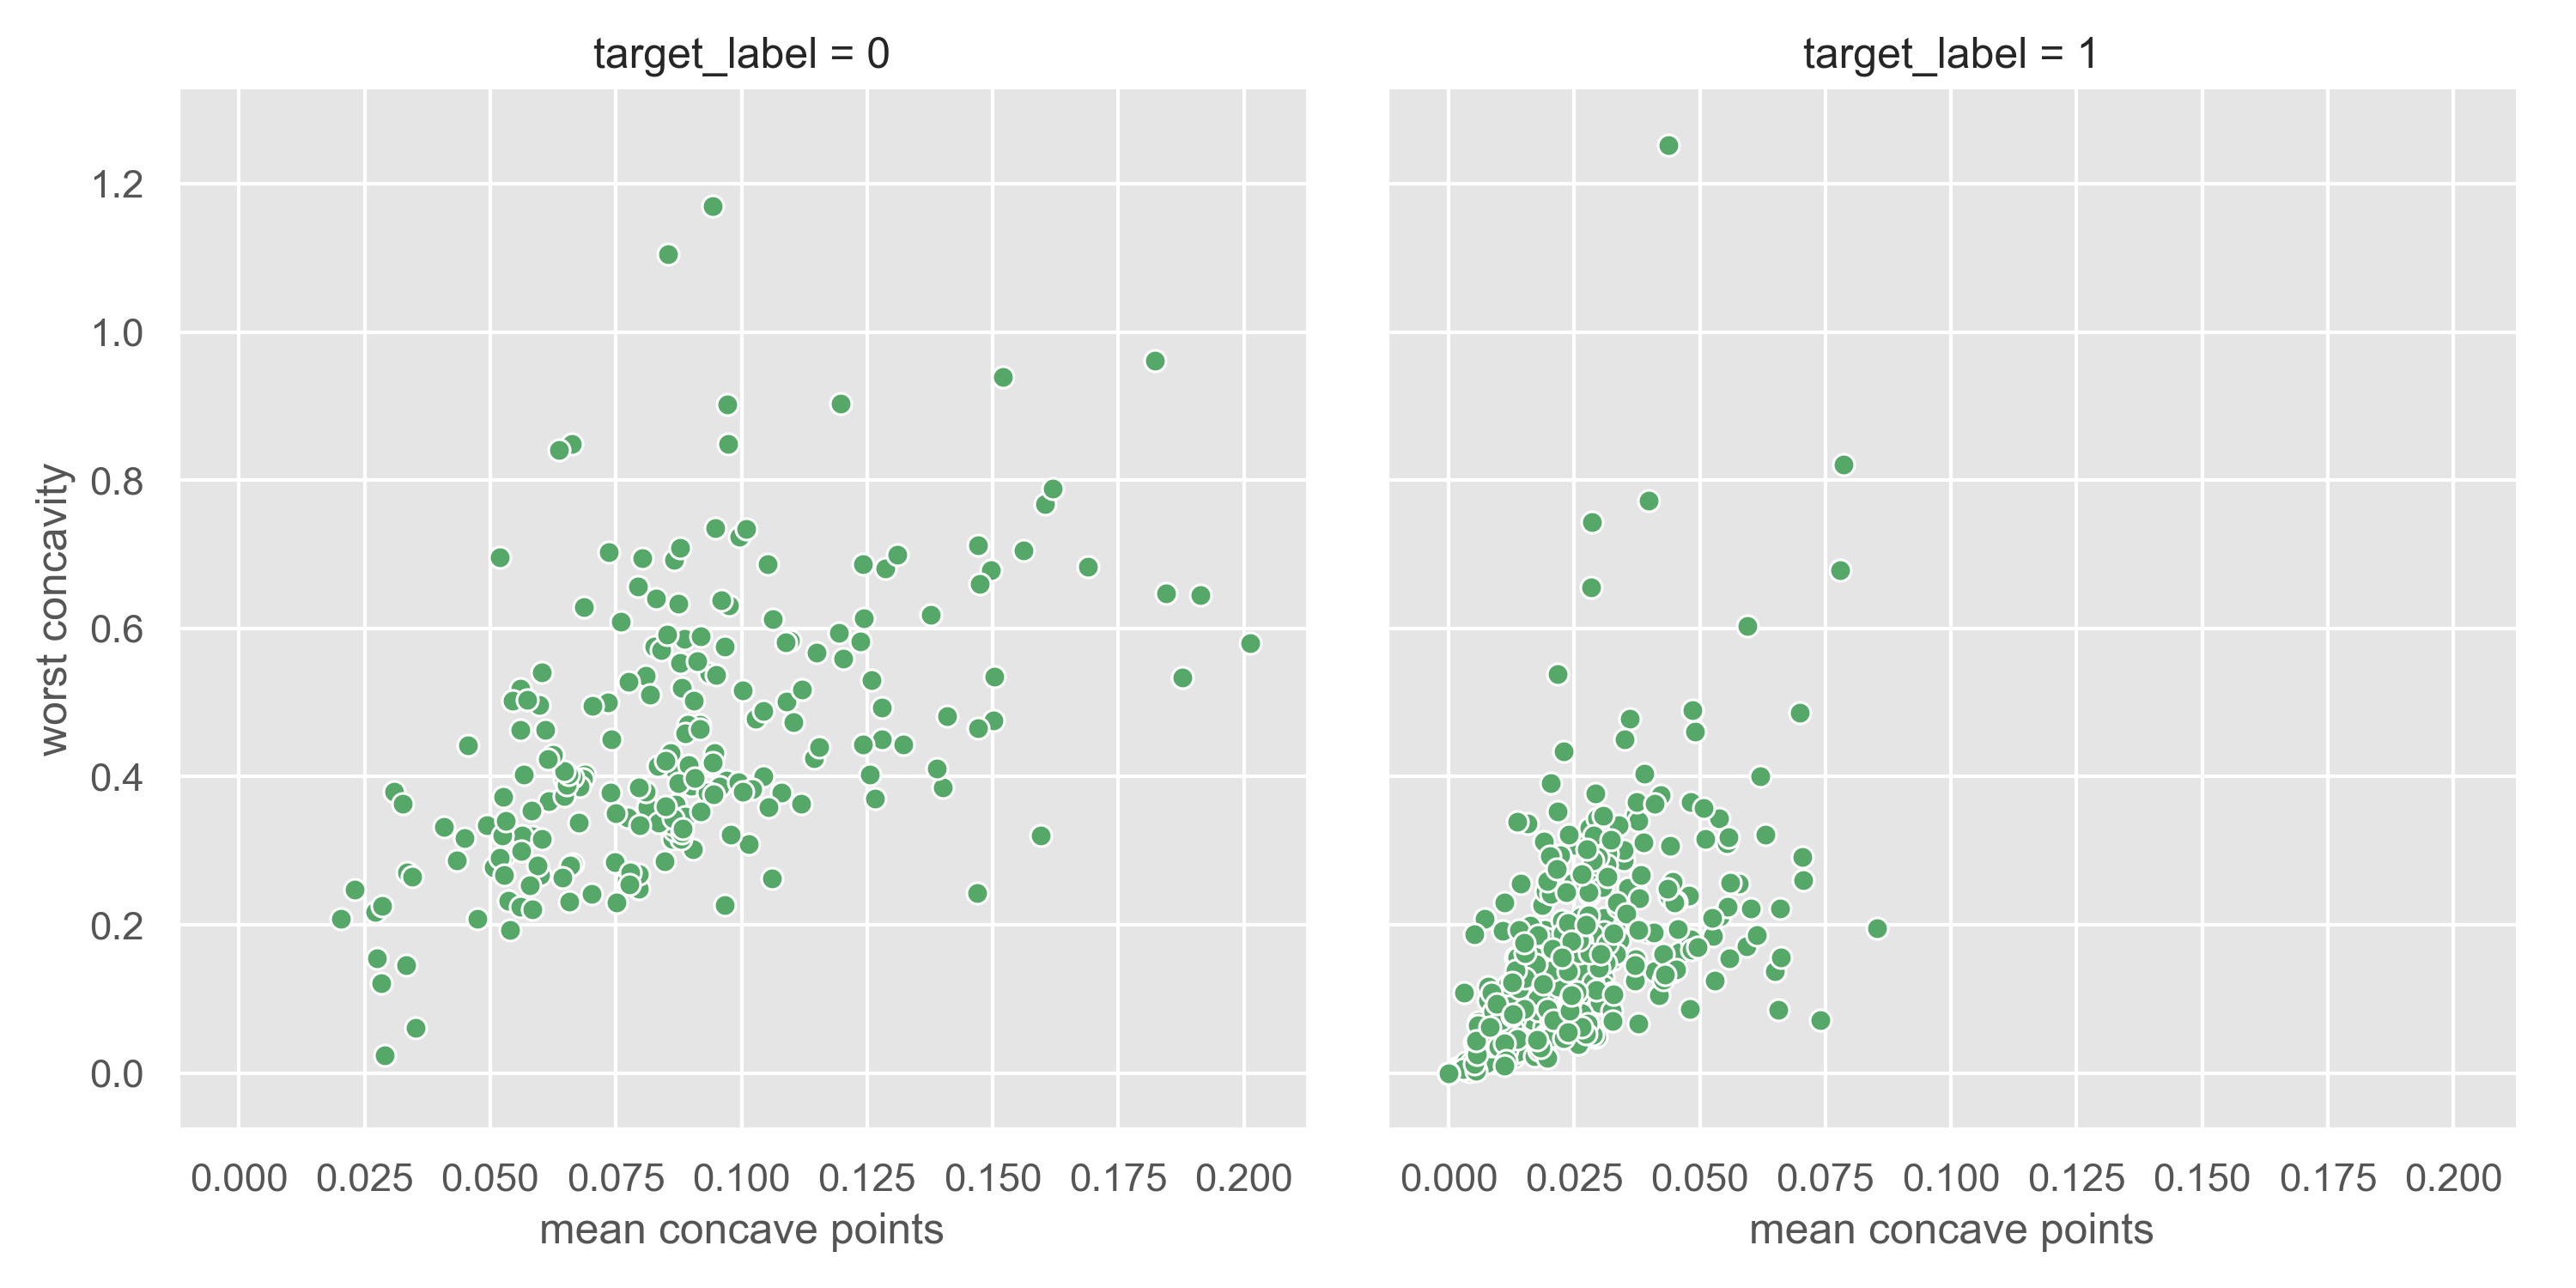 target_label = 0
target_label = 1
worst concavity
1.2
1.0
0.8
0.6
0.4
0.2
0.0
0.000 0.025 0.050 0.075 0.100 0.125 0.150 0.175 0.200
0.000 0.025 0.050 0.075 0.100 0.125 0.150 0.175 0.200
mean concave points
mean concave points